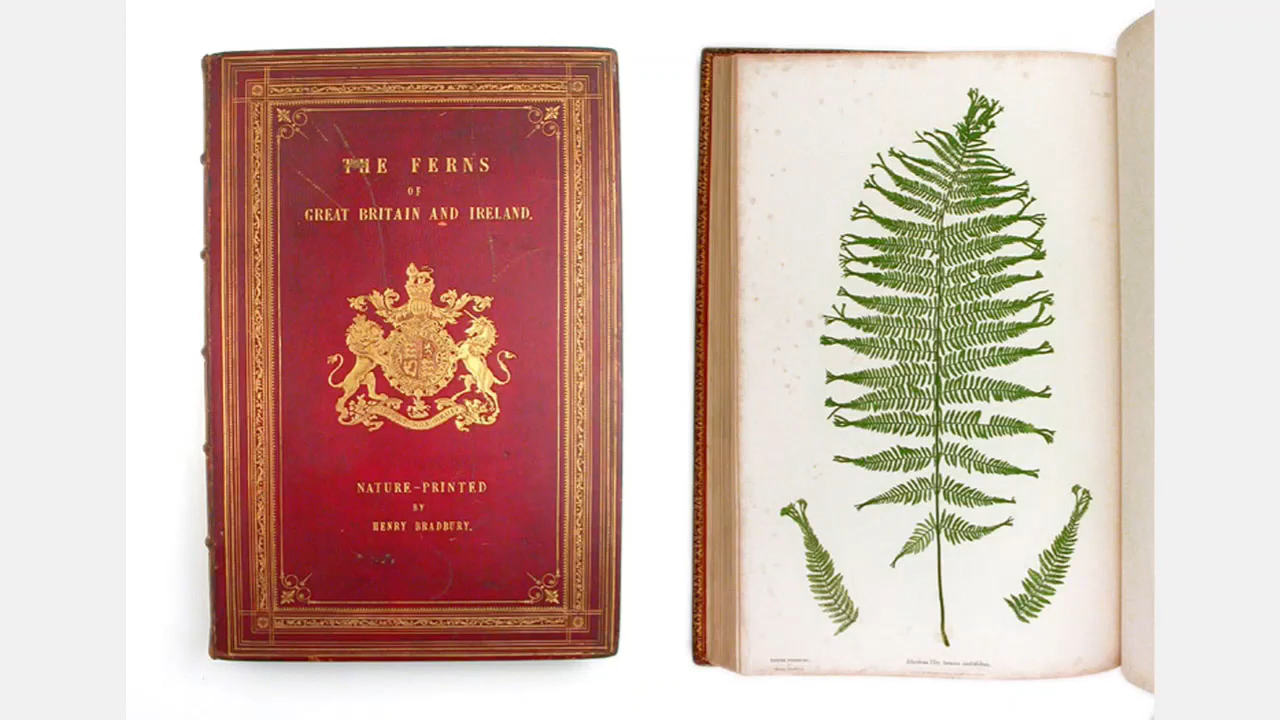 THE FERNS
OF
GREAT BRITAIN AND IRELAND.
NATURE-PRINTED
BY
HENRY BRADBURY.